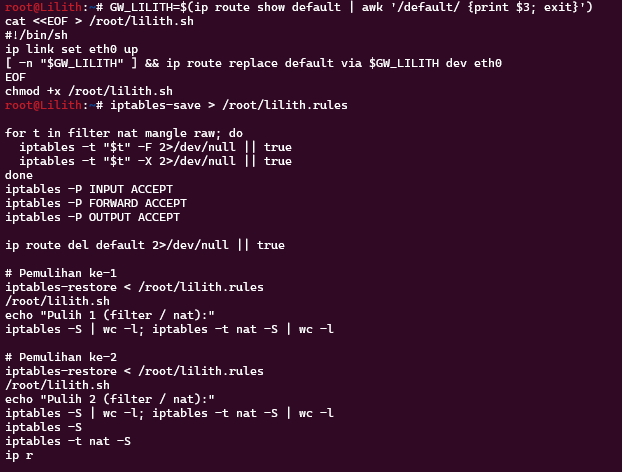 root@Lilith:~# GW_LILITH=$(ip route show default | awk '/default/ {print $3; exit}')
cat <<EOF > /root/lilith.sh
#!/bin/sh
ip link set eth0 up
[ -n "$GW_LILITH" ] && ip route replace default via $GW_LILITH dev eth0
EOF
chmod +x /root/lilith.sh
root@Lilith:~# iptables-save > /root/lilith.rules

for t in filter nat mangle raw; do
  iptables -t "$t" -F 2>/dev/null || true
  iptables -t "$t" -X 2>/dev/null || true
done
iptables -P INPUT ACCEPT
iptables -P FORWARD ACCEPT
iptables -P OUTPUT ACCEPT

ip route del default 2>/dev/null || true

# Pemulihan ke-1
iptables-restore < /root/lilith.rules
/root/lilith.sh
echo "Pulih 1 (filter / nat):"
iptables -S | wc -l; iptables -t nat -S | wc -l

# Pemulihan ke-2
iptables-restore < /root/lilith.rules
/root/lilith.sh
echo "Pulih 2 (filter / nat):"
iptables -S | wc -l; iptables -t nat -S | wc -l
iptables -S
iptables -t nat -S
ip r